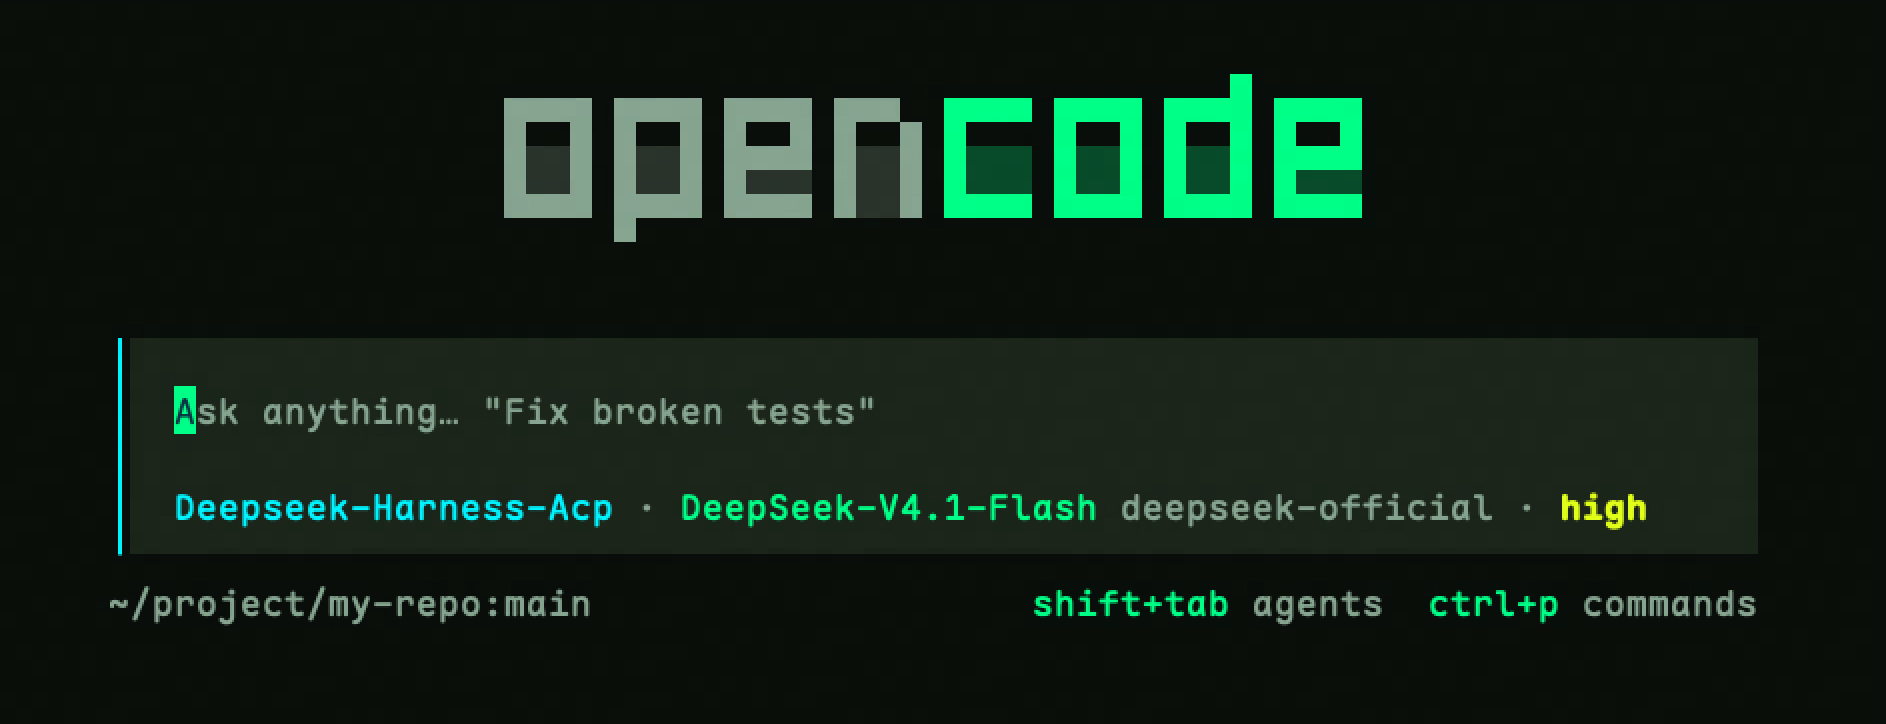 opencode
Ask anything… "Fix broken tests"
Deepseek-Harness-Acp · DeepSeek-V4.1-Flash deepseek-official · high
~/project/my-repo:main shift+tab agents ctrl+p commands